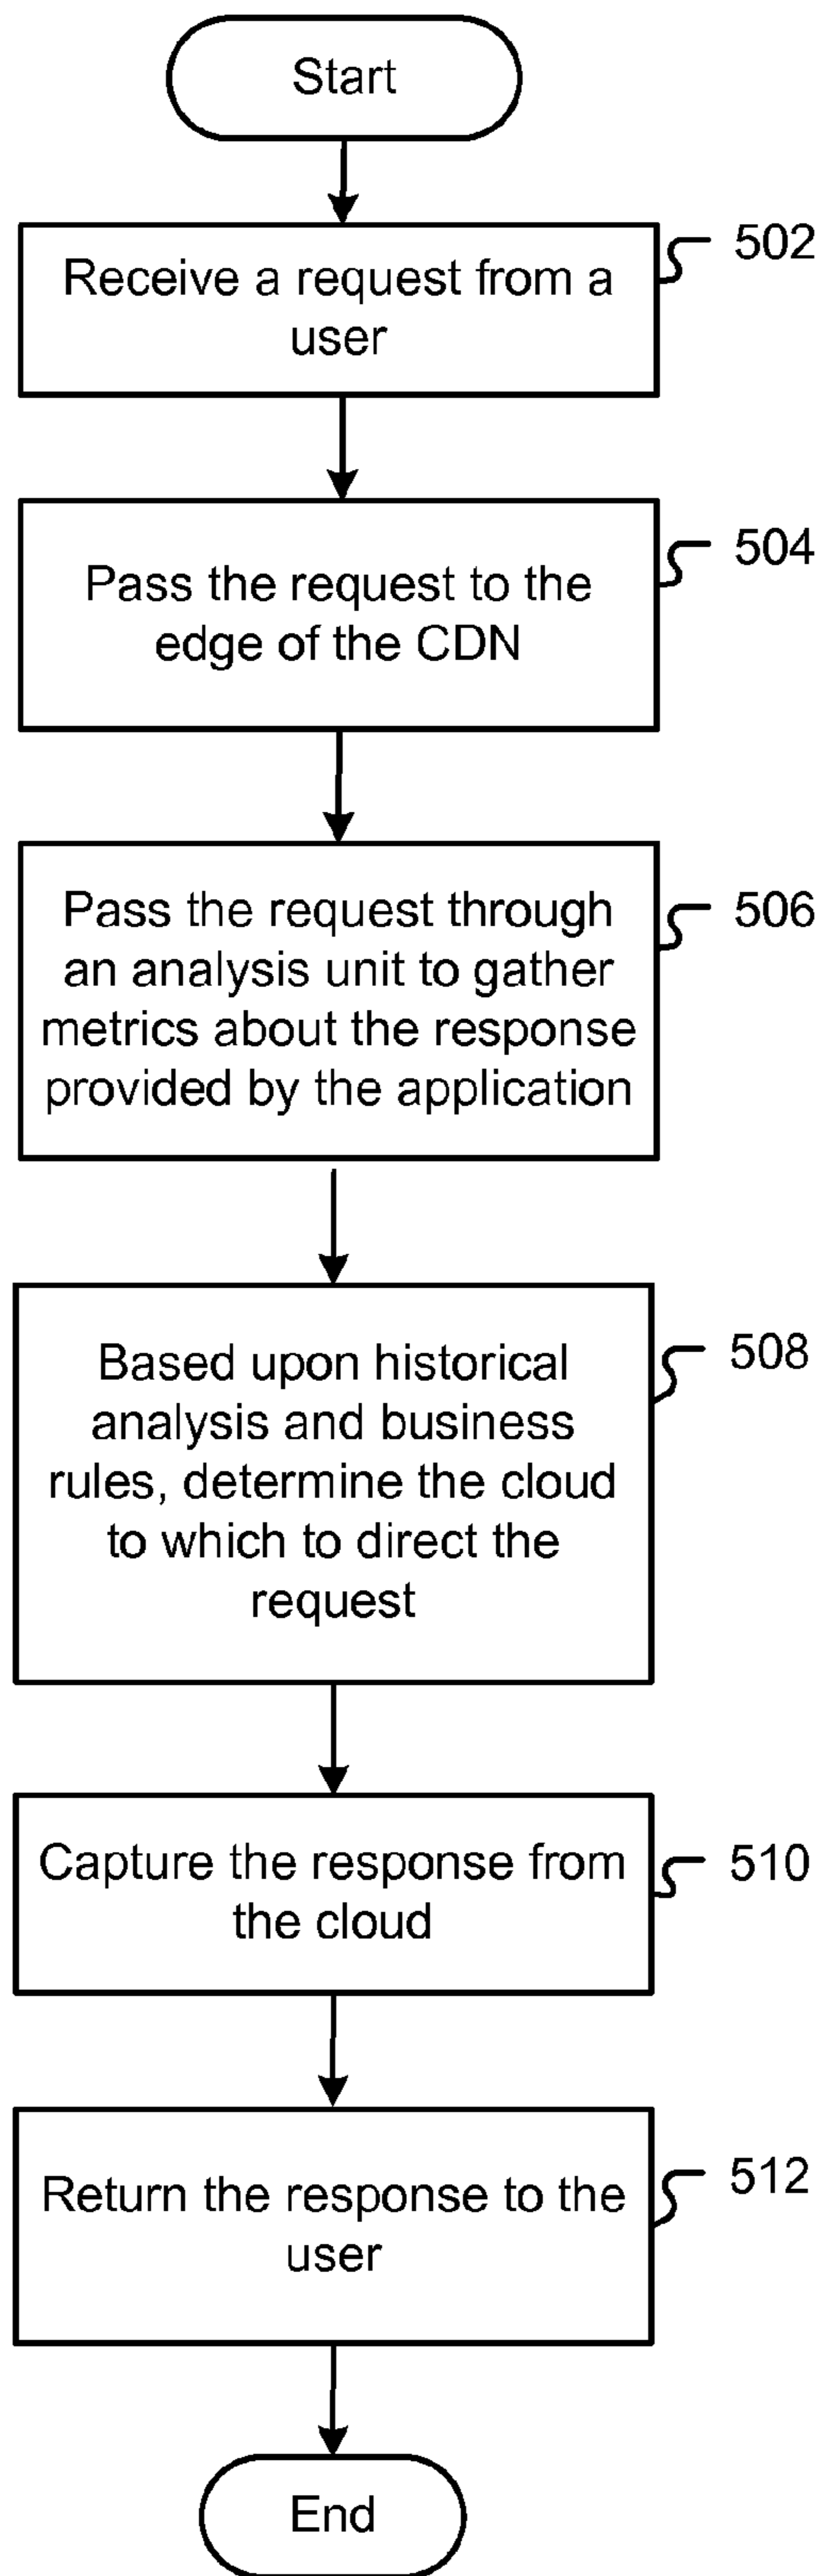 Start
Receive a request from a
user
502
Pass the request to the
edge of the CDN
504
Pass the request through
an analysis unit to gather
metrics about the response
provided by the application
506
Based upon historical
analysis and business
rules, determine the cloud
to which to direct the
request
508
Capture the response from
the cloud
510
Return the response to the
user
512
End